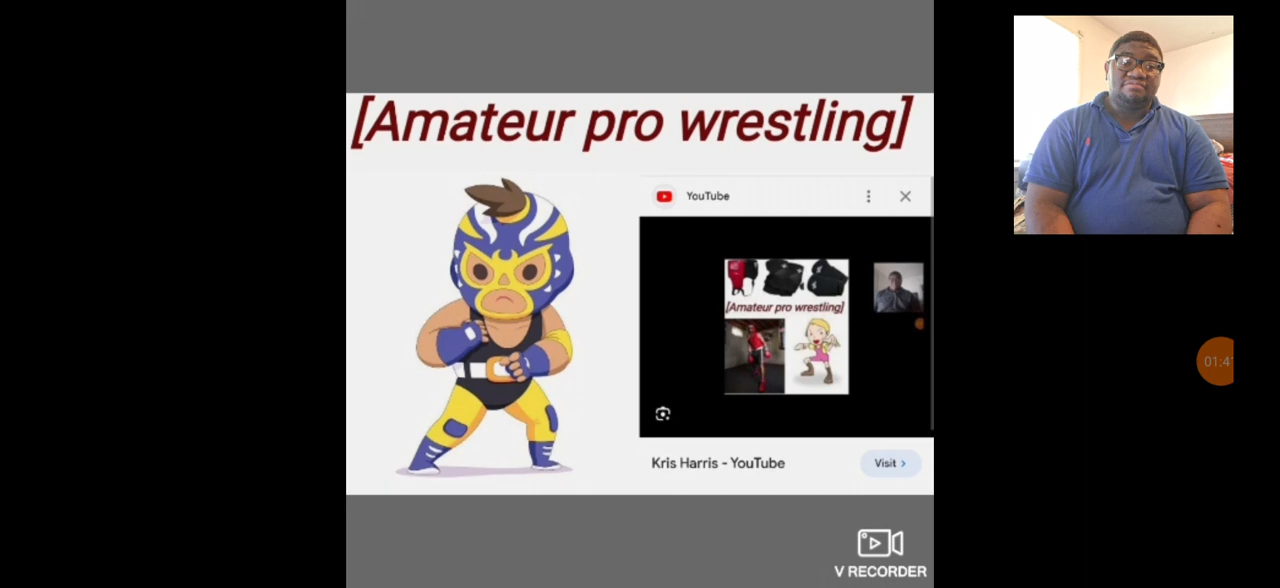 [Amateur pro wrestling]
YouTube
[Amateur pro wrestling]
Kris Harris - YouTube
Visit >
V RECORDER